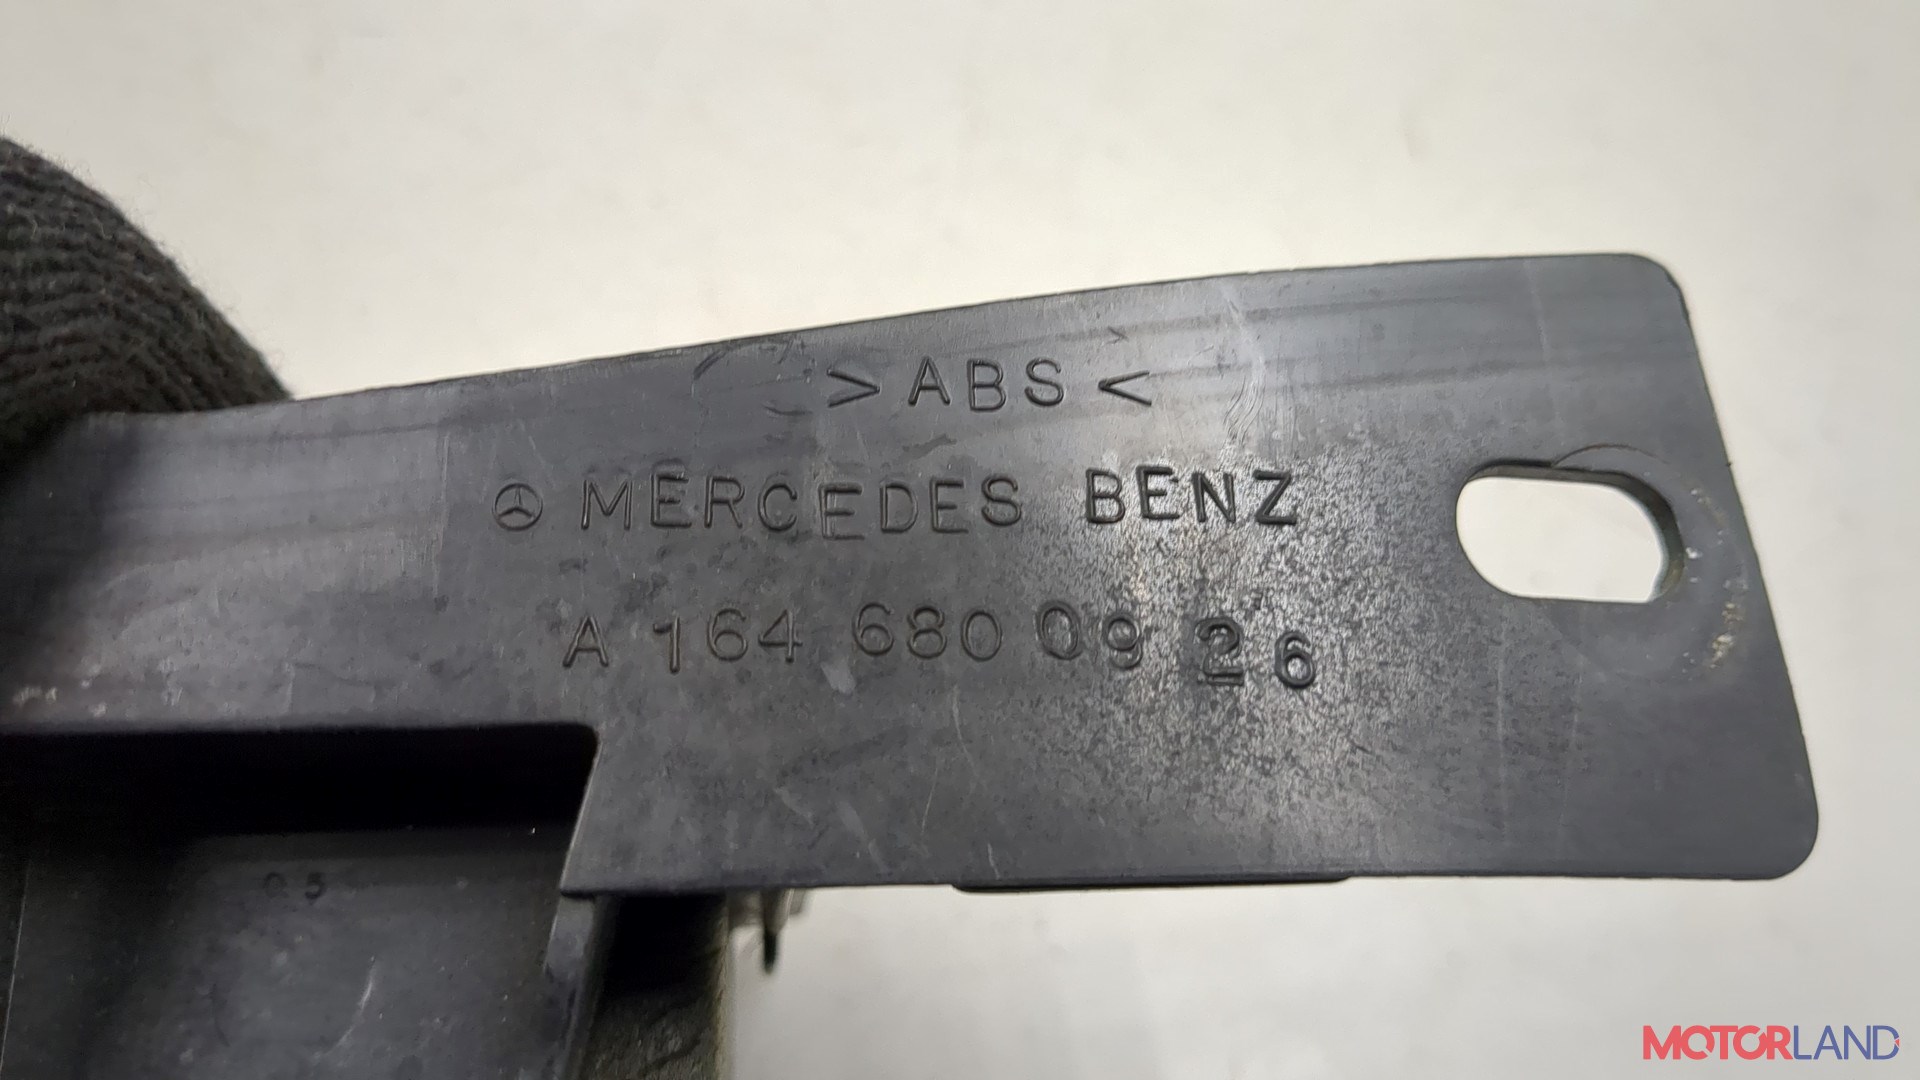 >ABS<
MERCEDES BENZ
A 164 680 09 26
MOTORLAND